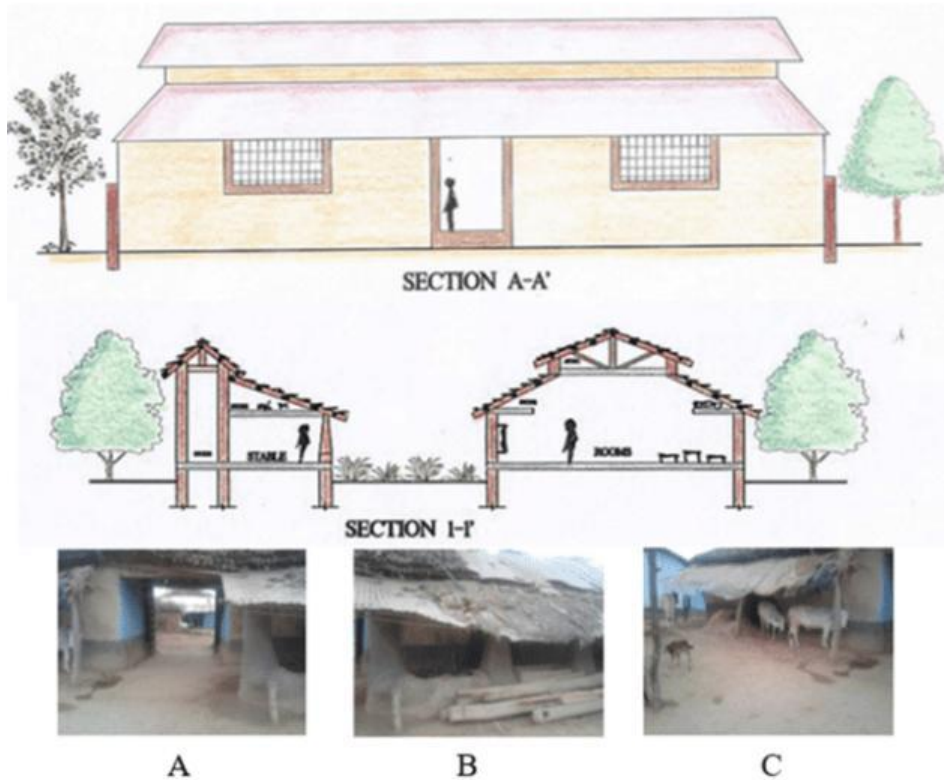 SECTION A-A'
STABLE
ROOMS
SECTION 1-1'
A
B
C